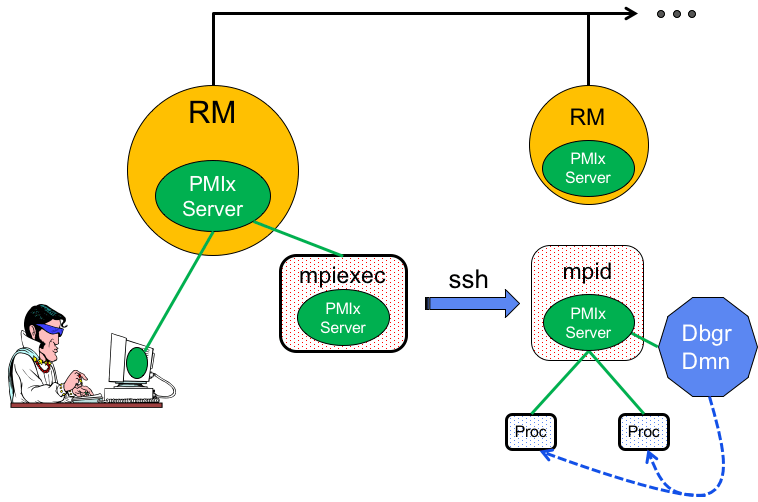 RM
PMIx
Server
RM
PMIx
Server
mpiexec
PMIx
Server
ssh
mpid
PMIx
Server
Dbgr
Dmn
Proc
Proc